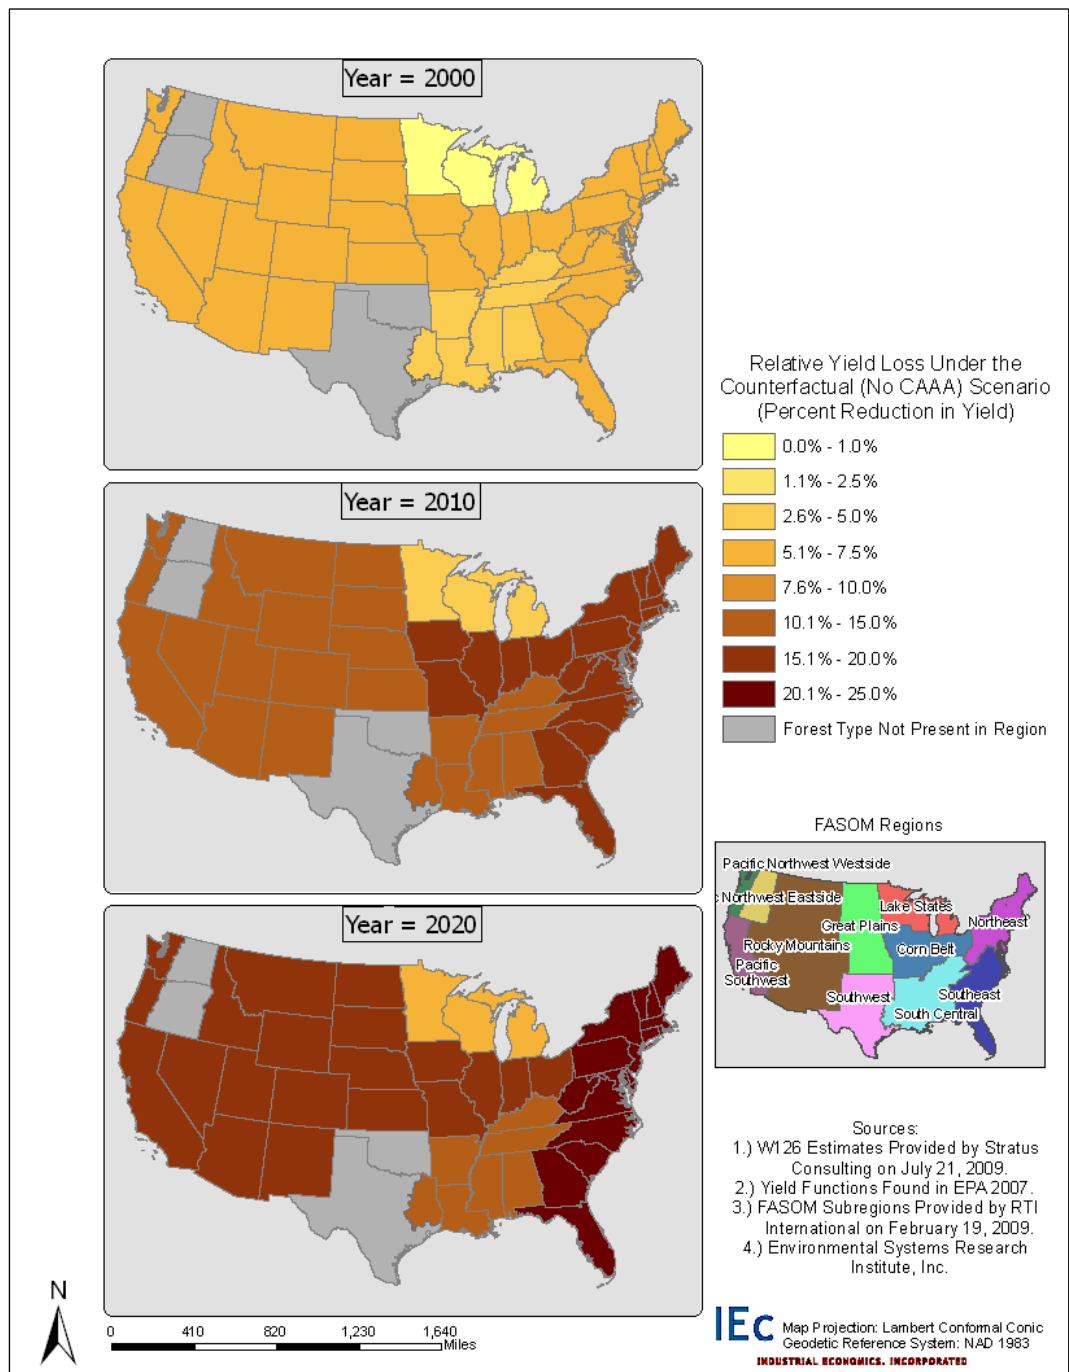 Year = 2000
Year = 2010
Year = 2020
Relative Yield Loss Under the
Counterfactual (No CAAA) Scenario
(Percent Reduction in Yield)
0.0% - 1.0%
1.1% - 2.5%
2.6% - 5.0%
5.1% - 7.5%
7.6% - 10.0%
10.1% - 15.0%
15.1% - 20.0%
20.1% - 25.0%
Forest Type Not Present in Region
FASOM Regions
Pacific Northwest Westside
c Northwest Eastside
Lake States
Northeast
Great Plains
Rocky Mountains
Corn Belt
Pacific
Southwest
Southwest
Southeast
South Central
Sources:
1.) W126 Estimates Provided by Stratus
Consulting on July 21, 2009.
2.) Yield Functions Found in EPA 2007.
3.) FASOM Subregions Provided by RTI
International on February 19, 2009.
4.) Environmental Systems Research
Institute, Inc.
N
0 410 820 1,230 1,640
Miles
IEc
Map Projection: Lambert Conformal Conic
Geodetic Reference System: NAD 1983
INDUSTRIAL ECONOMICS, INCORPORATED